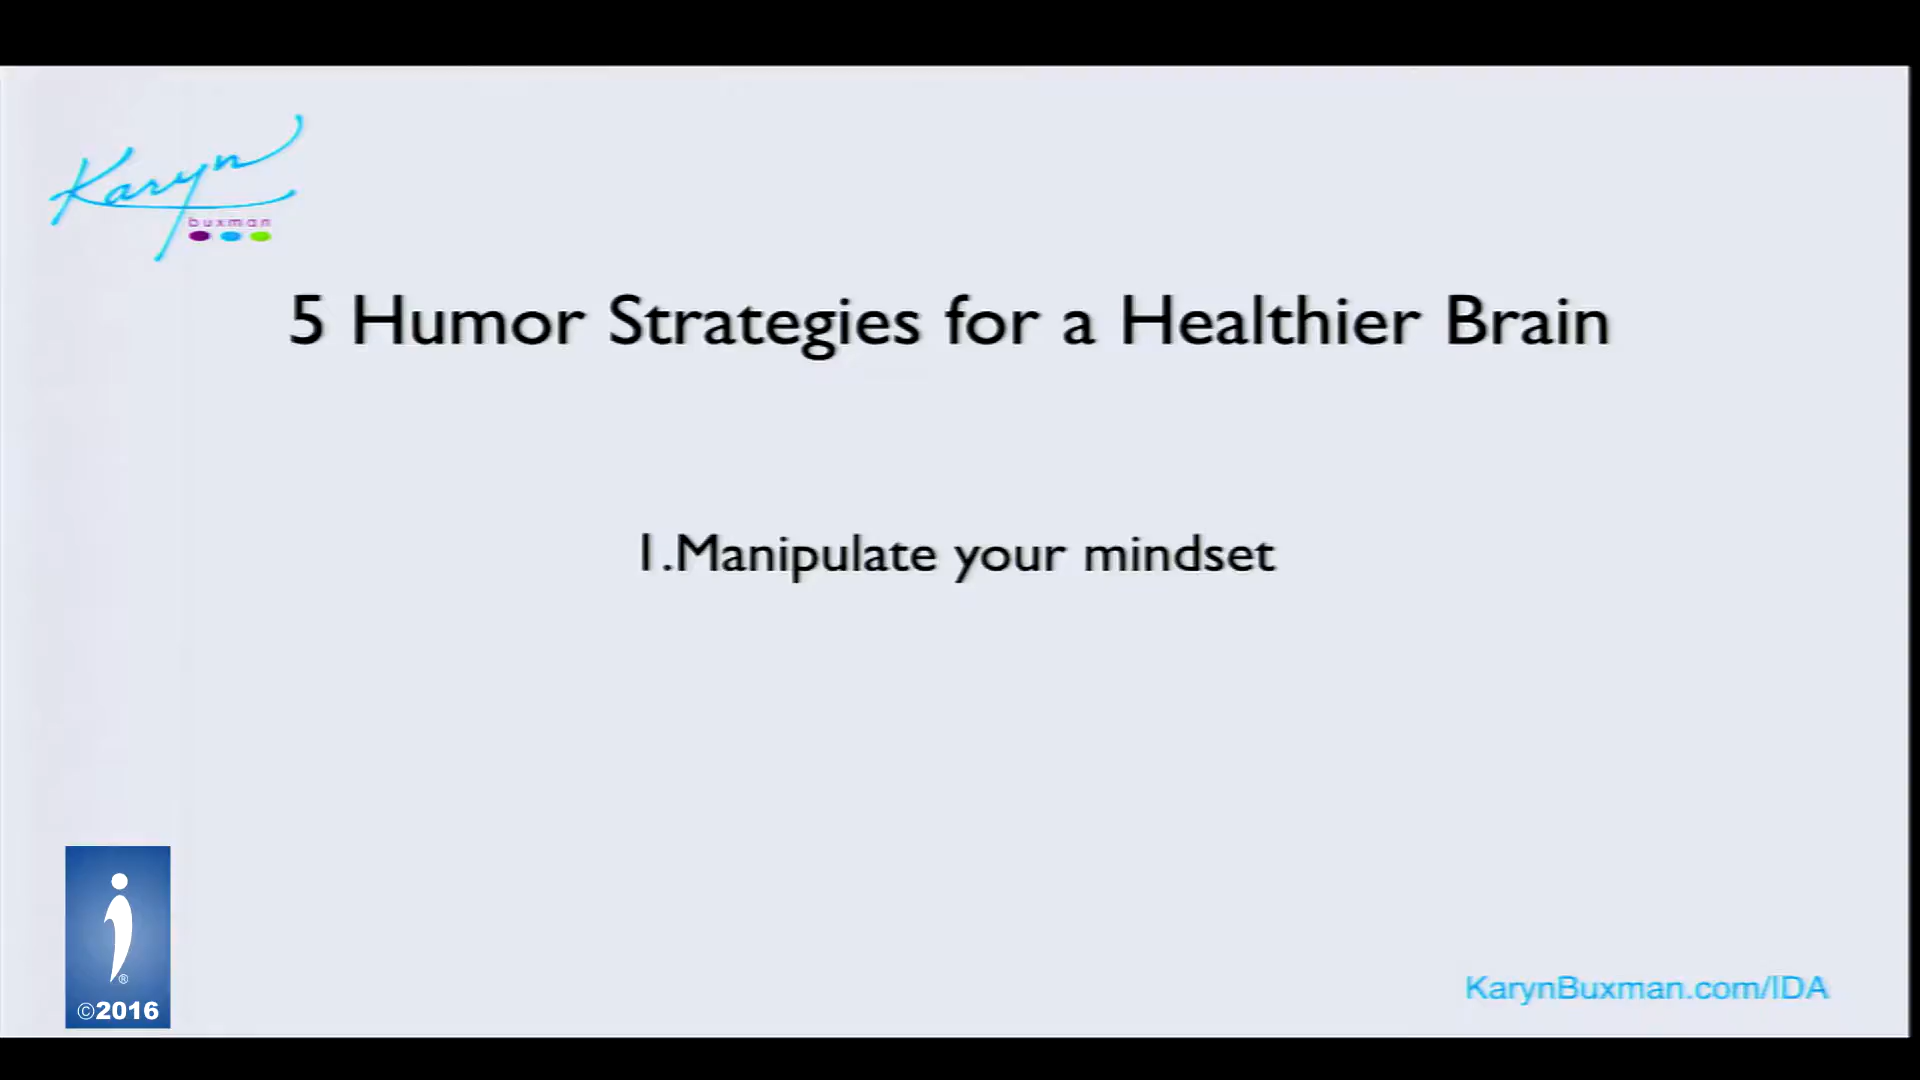 Karyn
buxman
5 Humor Strategies for a Healthier Brain
1.Manipulate your mindset
®
©2016
KarynBuxman.com/IDA